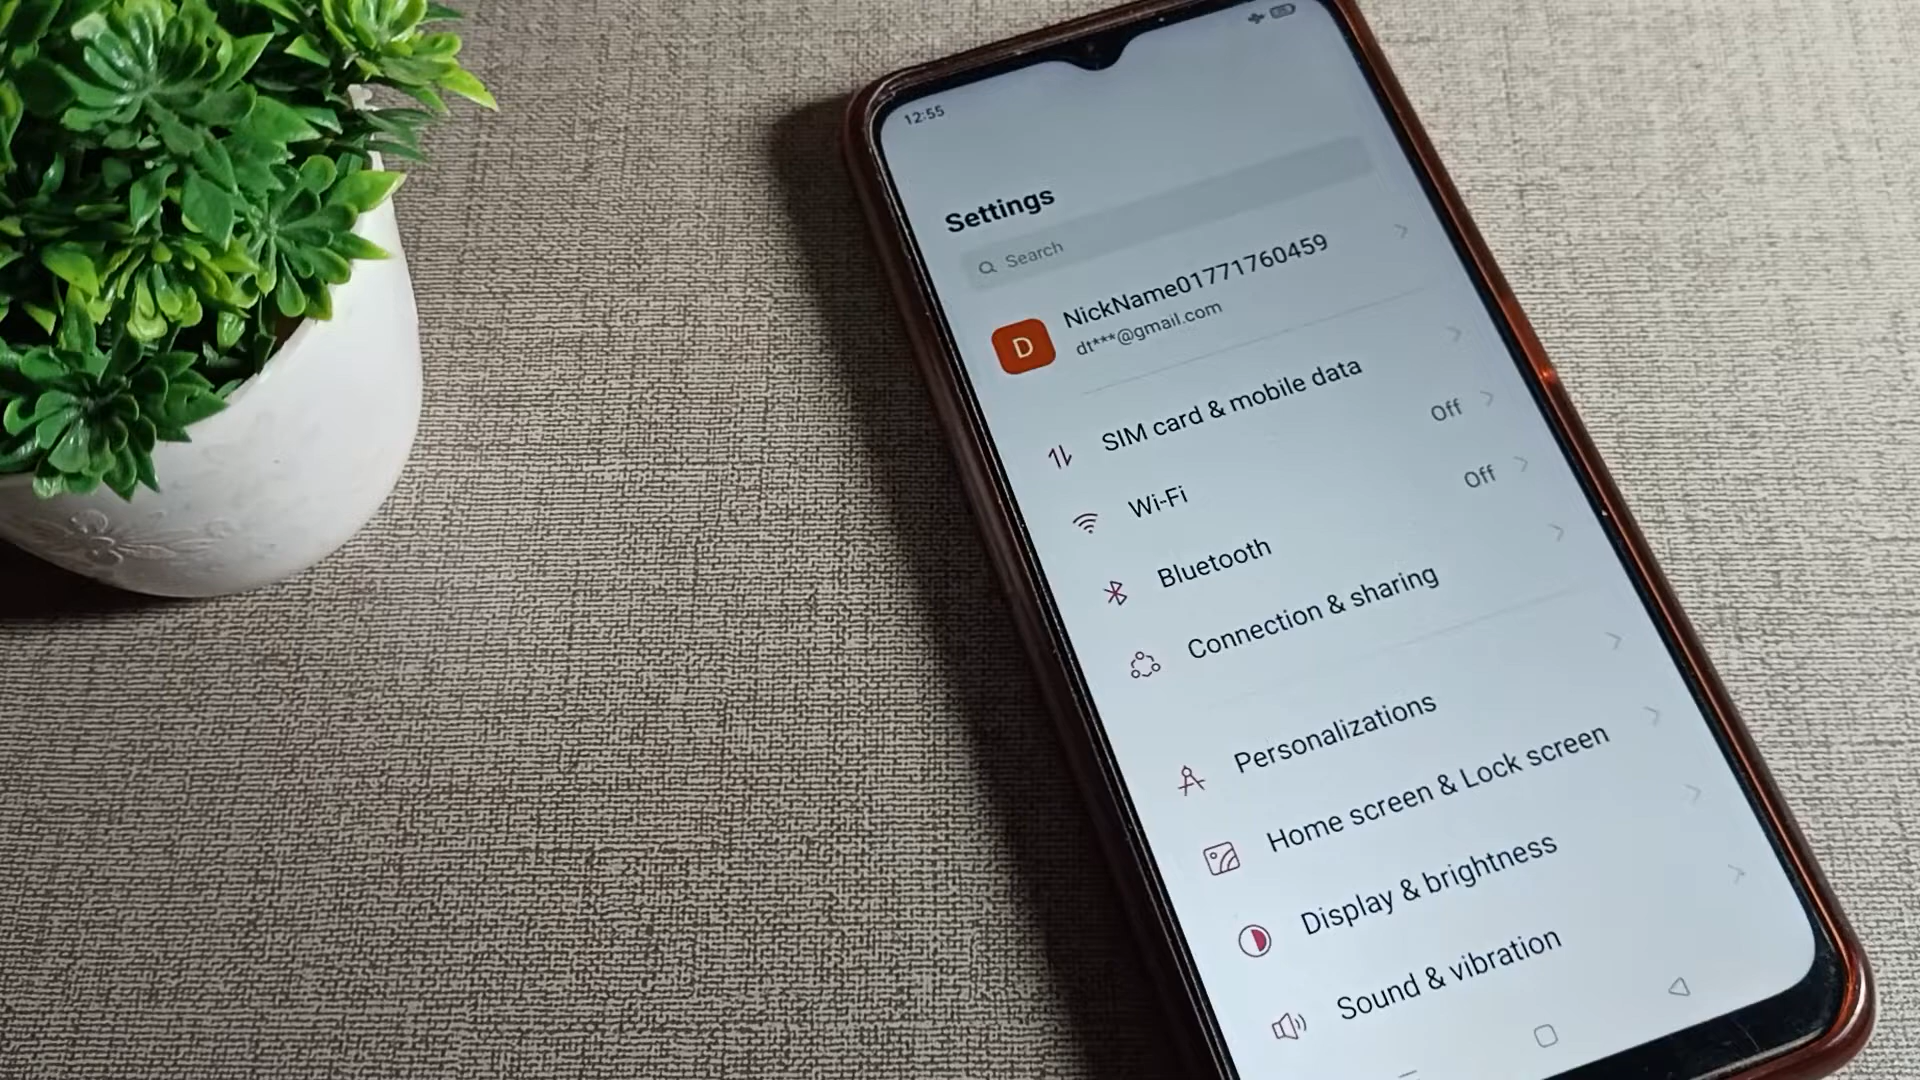 12:55
Settings
Search
NickName01771760459
D
dt***@gmail.com
SIM card & mobile data
Wi-Fi
Off
Bluetooth
Off
Connection & sharing
Personalizations
Home screen & Lock screen
Display & brightness
Sound & vibration